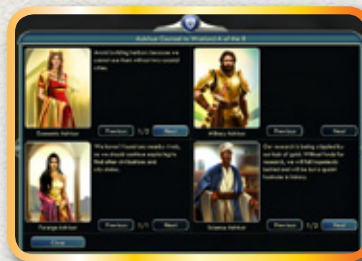 Advisor Counsel to Warlord
Avoid building harbors because we
cannot use them without two coastal
cities.
Economic Advisor
Previous
1/2
Next
Military Advisor
Previous
Next
We haven't found any nearby rivals,
so we should continue exploring to
find other civilizations and
city-states.
Foreign Advisor
Previous
1/1
Next
Our research is being crippled by
our lack of gold. Without funds for
research, we will fall hopelessly
behind and will be but a quaint
footnote in history.
Science Advisor
Previous
1/2
Next
Close